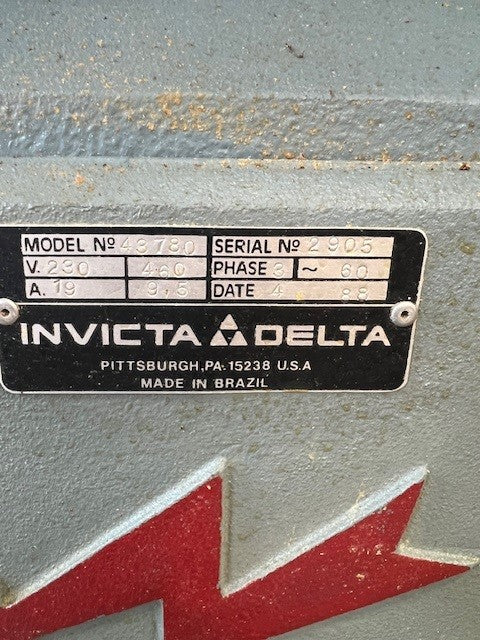 MODEL Nº 43780 SERIAL Nº 2905
V. 230 460 PHASE 3 ~ 60
A. 19 9,5 DATE 4 88
INVICTA DELTA
PITTSBURGH,PA. 15238 U.S.A
MADE IN BRAZIL